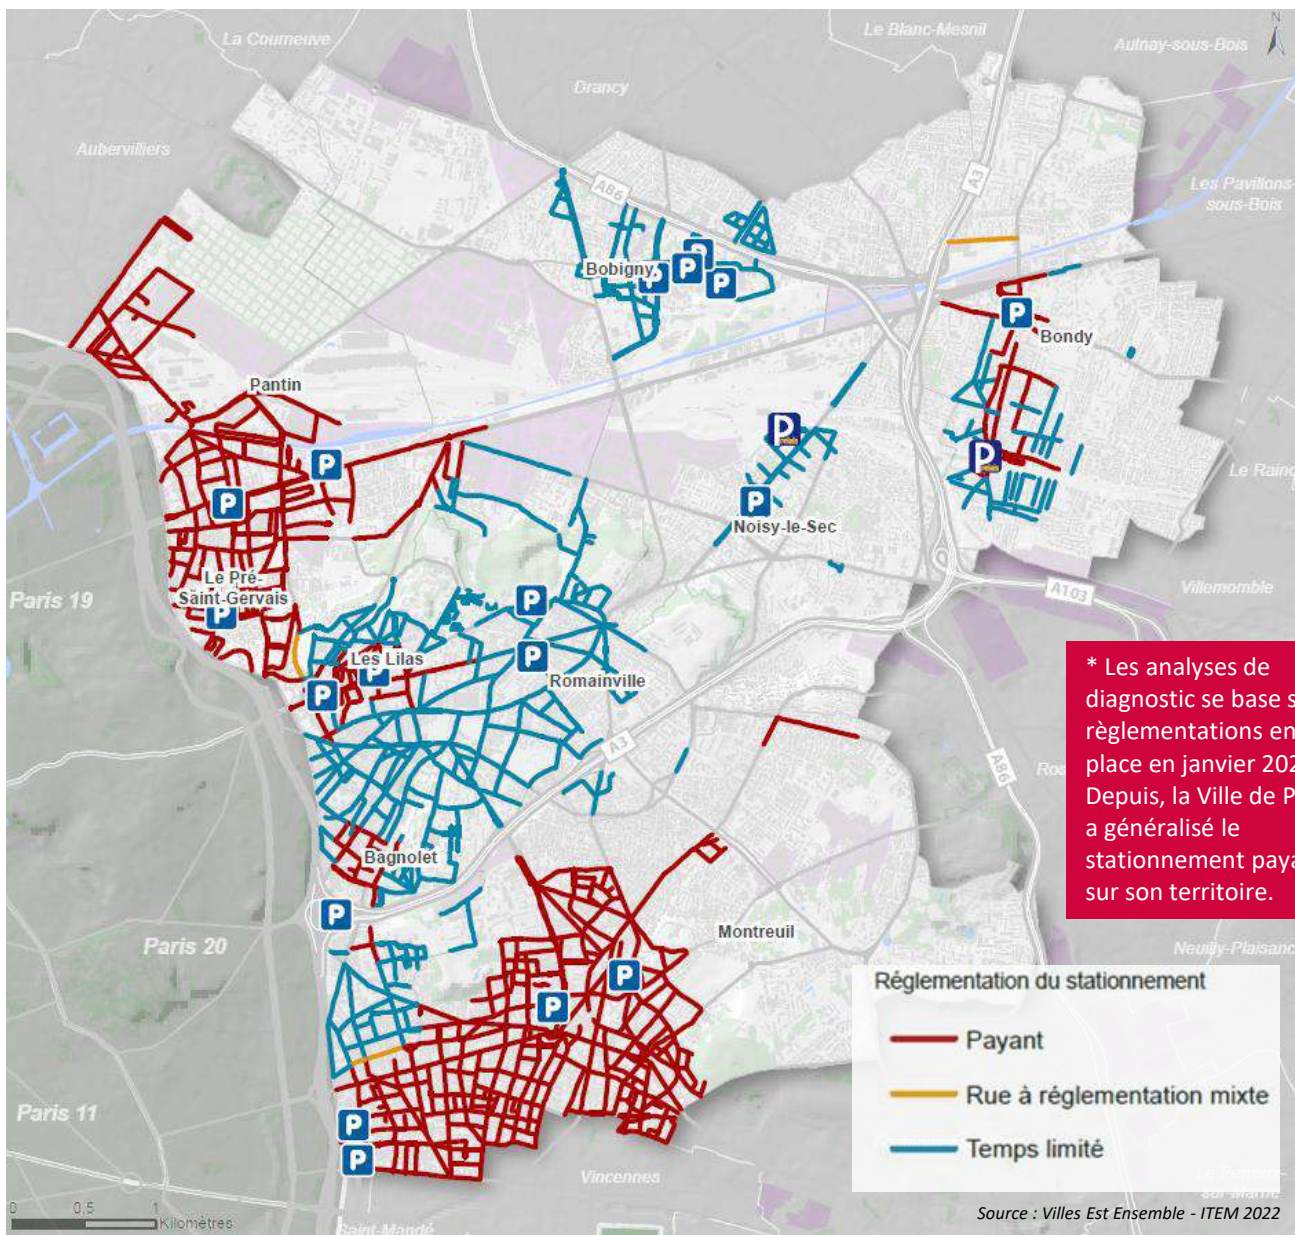 N
La Courneuve
Le Blanc-Mesnil
Aulnay-sous-Bois
Drancy
Aubervilliers
A86
A3
Les Pavillons-
sous-Bois
Bobigny
P
P
P
P
P
Bondy
Pantin
P
P
P
P
Le Raincy
Noisy-le-Sec
P
P
Le Pré-
Saint-Gervais
P
Paris 19
Villemomble
A103
P
Les Lilas
P
P
P
Romainville
* Les analyses de
diagnostic se base s
règlementations en
place en janvier 202
Depuis, la Ville de P
a généralisé le
stationnement paya
sur son territoire.
A3
A86
Ros
Bagnolet
P
Paris 20
Montreuil
Neuilly-Plaisanc
P
P
Réglementation du stationnement
Payant
Rue à réglementation mixte
Temps limité
Paris 11
P
P
Vincennes
Saint-Mandé
0 0,5 1
Kilomètres
Source : Villes Est Ensemble - ITEM 2022